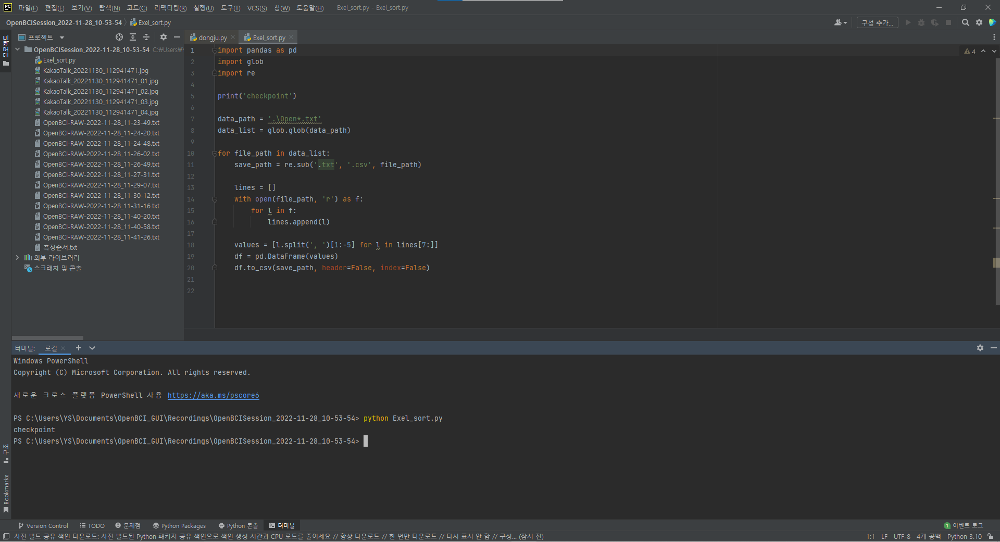 PC 파일(F) 편집(E) 보기(V) 탐색(N) 코드(C) 리팩터링(R) 실행(U) 도구(T) VCS(S) 창(W) 도움말(H) Exel_sort.py - Exel_sort.py
OpenBCISession_2022-11-28_10-53-54 Exel_sort.py 구성 추가...
프로젝트
프로젝트
dongju.py Exel_sort.py
OpenBCISession_2022-11-28_10-53-54 C:\Users\Y
Exel_sort.py
KakaoTalk_20221130_112941471.jpg
KakaoTalk_20221130_112941471_01.jpg
KakaoTalk_20221130_112941471_02.jpg
KakaoTalk_20221130_112941471_03.jpg
KakaoTalk_20221130_112941471_04.jpg
OpenBCI-RAW-2022-11-28_11-23-49.txt
OpenBCI-RAW-2022-11-28_11-24-20.txt
OpenBCI-RAW-2022-11-28_11-24-48.txt
OpenBCI-RAW-2022-11-28_11-26-02.txt
OpenBCI-RAW-2022-11-28_11-26-49.txt
OpenBCI-RAW-2022-11-28_11-27-31.txt
OpenBCI-RAW-2022-11-28_11-29-07.txt
OpenBCI-RAW-2022-11-28_11-30-12.txt
OpenBCI-RAW-2022-11-28_11-31-16.txt
OpenBCI-RAW-2022-11-28_11-40-20.txt
OpenBCI-RAW-2022-11-28_11-40-58.txt
OpenBCI-RAW-2022-11-28_11-41-26.txt
측정순서.txt
외부 라이브러리
스크래치 및 콘솔
1 import pandas as pd
4
2 import glob
3 import re
4
5 print('checkpoint')
6
7 data_path = '.\Open*.txt'
8 data_list = glob.glob(data_path)
9
10 for file_path in data_list:
11 save_path = re.sub('.txt', '.csv', file_path)
12
13 lines = []
14 with open(file_path, 'r') as f:
15 for l in f:
16 lines.append(l)
17
18 values = [l.split(', ')[1:-5] for l in lines[7:]]
19 df = pd.DataFrame(values)
20 df.to_csv(save_path, header=False, index=False)
21
22
터미널: 로컬
Windows PowerShell
Copyright (C) Microsoft Corporation. All rights reserved.
새로운 크로스 플랫폼 PowerShell 사용 https://aka.ms/pscore6
PS C:\Users\YS\Documents\OpenBCI_GUI\Recordings\OpenBCISession_2022-11-28_10-53-54> python Exel_sort.py
checkpoint
PS C:\Users\YS\Documents\OpenBCI_GUI\Recordings\OpenBCISession_2022-11-28_10-53-54>
구조
Bookmarks
Version Control TODO 문제점 Python Packages Python 콘솔 터미널 1 이벤트 로그
사전 빌드 공유 색인 다운로드: 사전 빌드된 Python 패키지 공유 색인으로 색인 생성 시간과 CPU 로드를 줄이세요 // 항상 다운로드 // 한 번만 다운로드 // 다시 표시 안 함 // 구성... (잠시 전) 1:1 LF UTF-8 4개 공백 Python 3.10